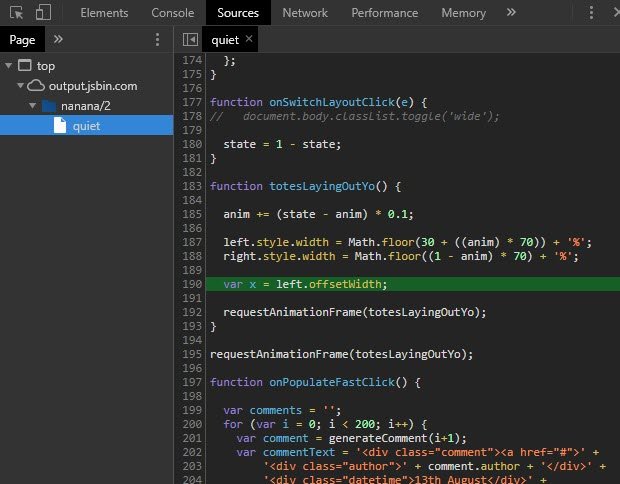 Elements Console Sources Network Performance Memory »
Page »
quiet ×
top
output.jsbin.com
nanana/2
quiet
174 };
175 }
176
177 function onSwitchLayoutClick(e) {
178 // document.body.classList.toggle('wide');
179
180 state = 1 - state;
181 }
182
183 function totesLayingOutYo() {
184
185 anim += (state - anim) * 0.1;
186
187 left.style.width = Math.floor(30 + ((anim) * 70)) + '%';
188 right.style.width = Math.floor((1 - anim) * 70) + '%';
189
190 var x = left.offsetWidth;
191
192 requestAnimationFrame(totesLayingOutYo);
193 }
194
195 requestAnimationFrame(totesLayingOutYo);
196
197 function onPopulateFastClick() {
198
199 var comments = '';
200 for (var i = 0; i < 200; i++) {
201 var comment = generateComment(i+1);
202 var commentText = '<div class="comment"><a href="#">' +
203 '<div class="author">' + comment.author + '</div>' +
204 '<div class="datetime">13th August</div>' +